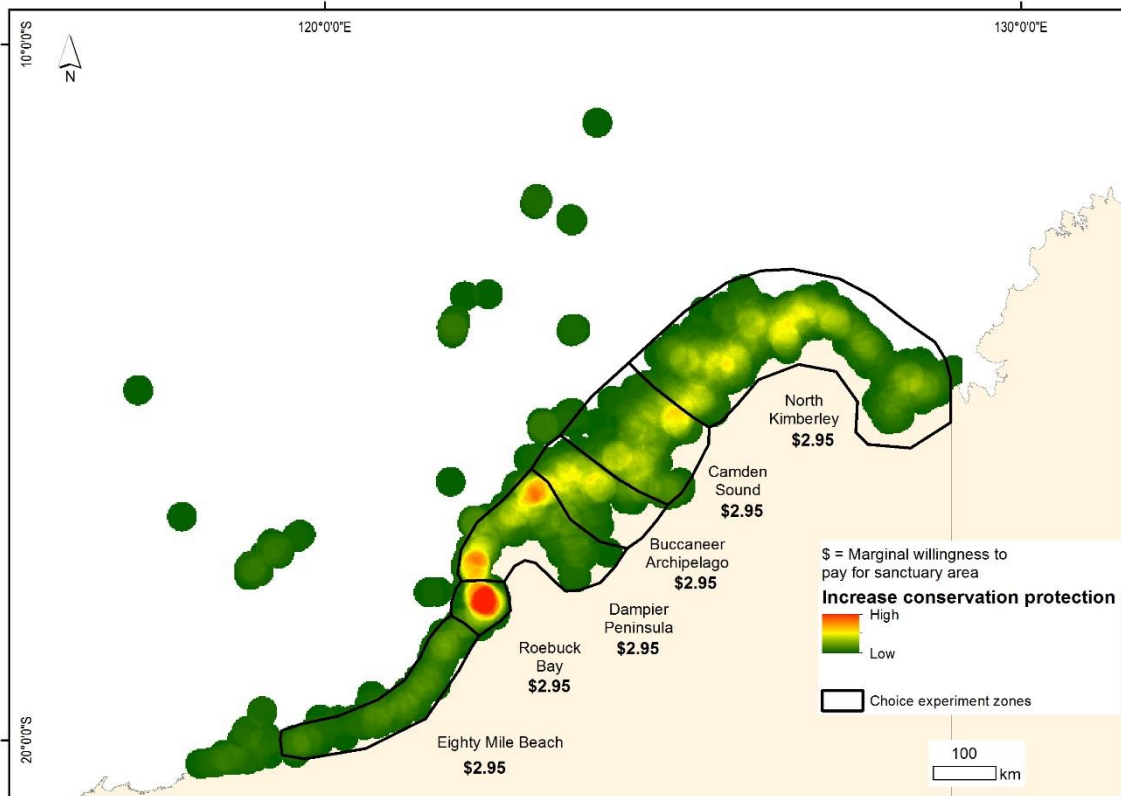 120°0'0"E
130°0'0"E
10°0'0"S
N
North
Kimberley
$2.95
Camden
Sound
$2.95
Buccaneer
Archipelago
$2.95
Dampier
Peninsula
$2.95
Roebuck
Bay
$2.95
Eighty Mile Beach
$2.95
20°0'0"S
$ = Marginal willingness to
pay for sanctuary area
Increase conservation protection
High
Low
Choice experiment zones
100
km